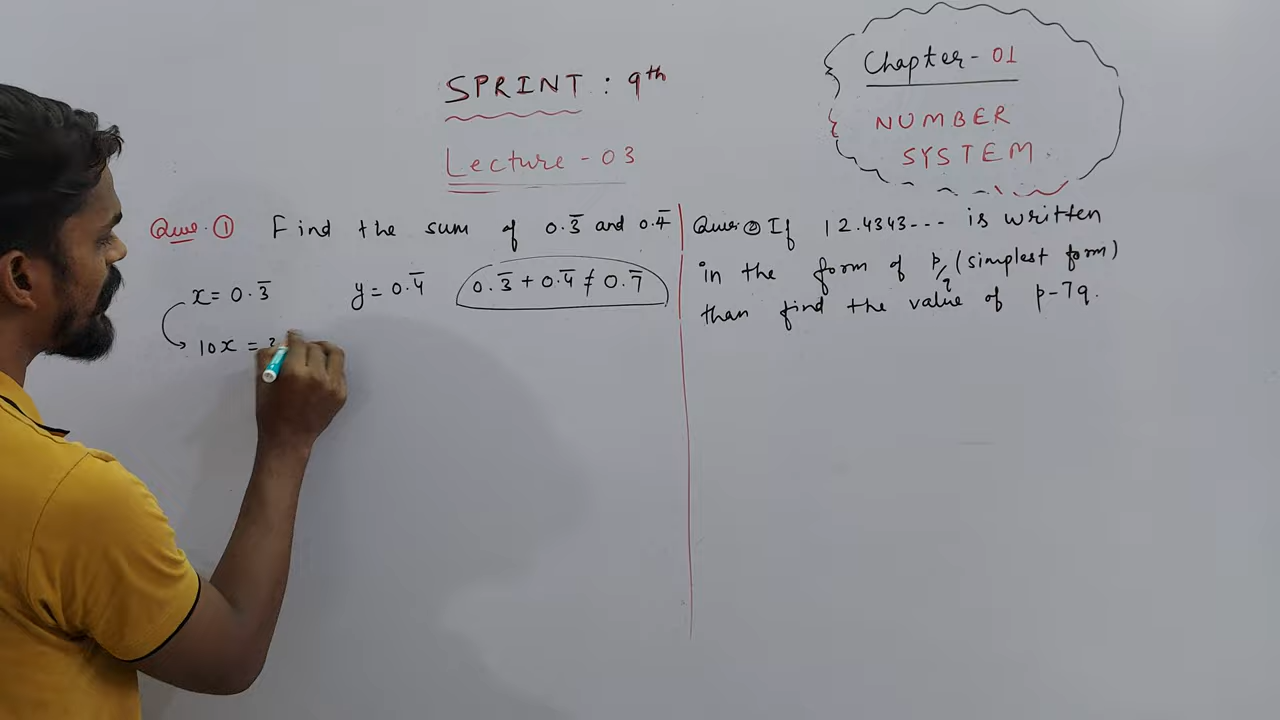 SPRINT : 9th
Lecture - 03
Chapter - 01
NUMBER
SYSTEM
Que. ① Find the sum of 0.3̅ and 0.4̅
x = 0.3̅
y = 0.4̅
0.3̅ + 0.4̅ ≠ 0.7̅
10x =
Que. ② If 12.4343... is written
in the form of p/q (simplest form)
than find the value of p-7q.